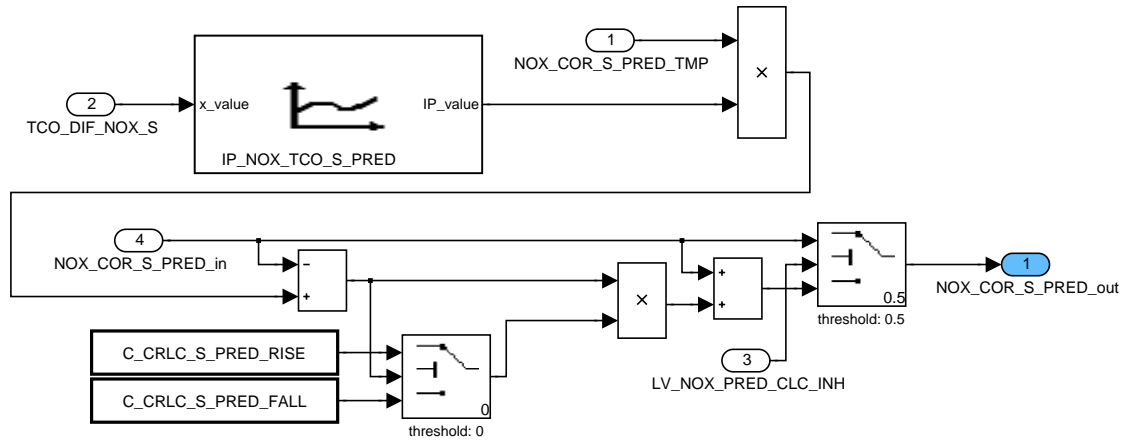 1
NOX_COR_S_PRED_TMP
×
2
TCO_DIF_NOX_S
x_value
IP_value
IP_NOX_TCO_S_PRED
4
NOX_COR_S_PRED_in
−
+
×
+
+
0.5
threshold: 0.5
1
NOX_COR_S_PRED_out
C_CRLC_S_PRED_RISE
C_CRLC_S_PRED_FALL
0
threshold: 0
3
LV_NOX_PRED_CLC_INH